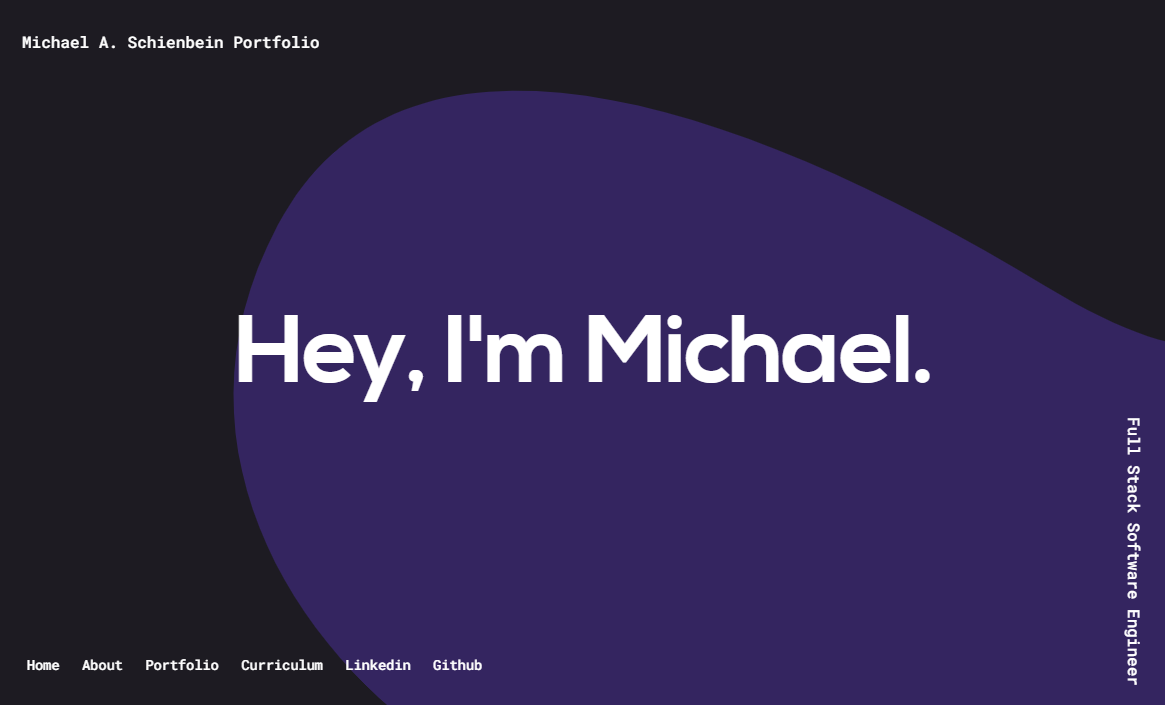 Michael A. Schienbein Portfolio
Hey, I'm Michael.
Full Stack Software Engineer
Home About Portfolio Curriculum Linkedin Github